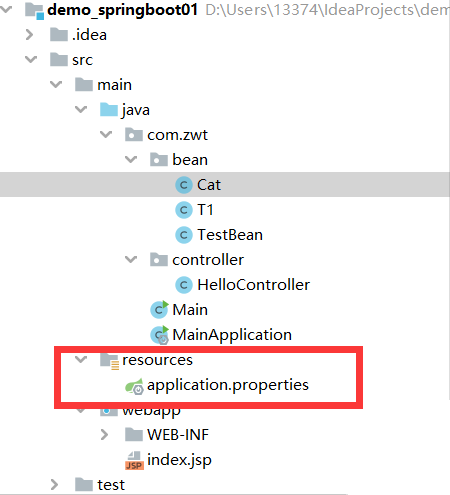 demo_springboot01 D:\Users\13374\IdeaProjects\dem
.idea
src
main
java
com.zwt
bean
Cat
T1
TestBean
controller
HelloController
Main
MainApplication
resources
application.properties
webapp
WEB-INF
index.jsp
test